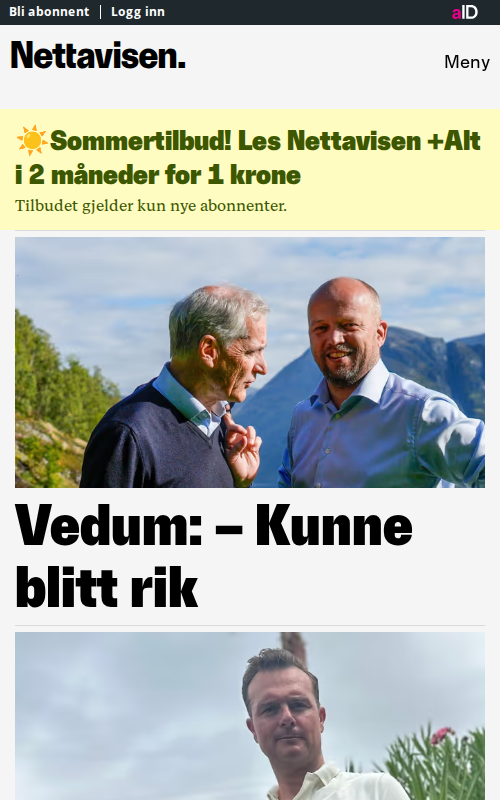 Bli abonnent | Logg inn
aID
Nettavisen.
Meny
☀️Sommertilbud! Les Nettavisen +Alt
i 2 måneder for 1 krone
Tilbudet gjelder kun nye abonnenter.
Vedum: – Kunne
blitt rik